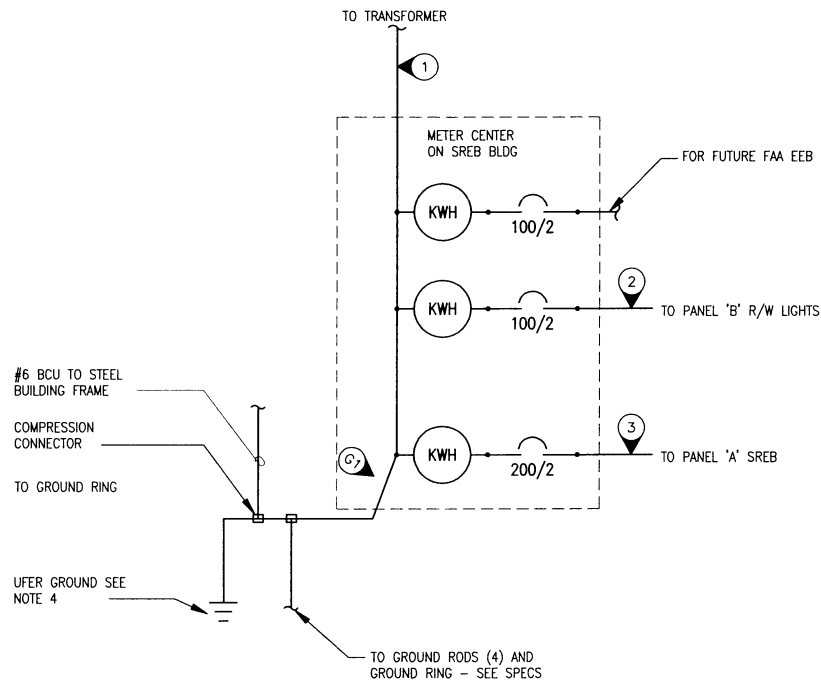 TO TRANSFORMER
1
METER CENTER
ON SREB BLDG
FOR FUTURE FAA EEB
KWH
100/2
2
KWH
100/2
TO PANEL 'B' R/W LIGHTS
#6 BCU TO STEEL
BUILDING FRAME
COMPRESSION
CONNECTOR
3
G1
KWH
200/2
TO PANEL 'A' SREB
TO GROUND RING
UFER GROUND SEE
NOTE 4
TO GROUND RODS (4) AND
GROUND RING - SEE SPECS